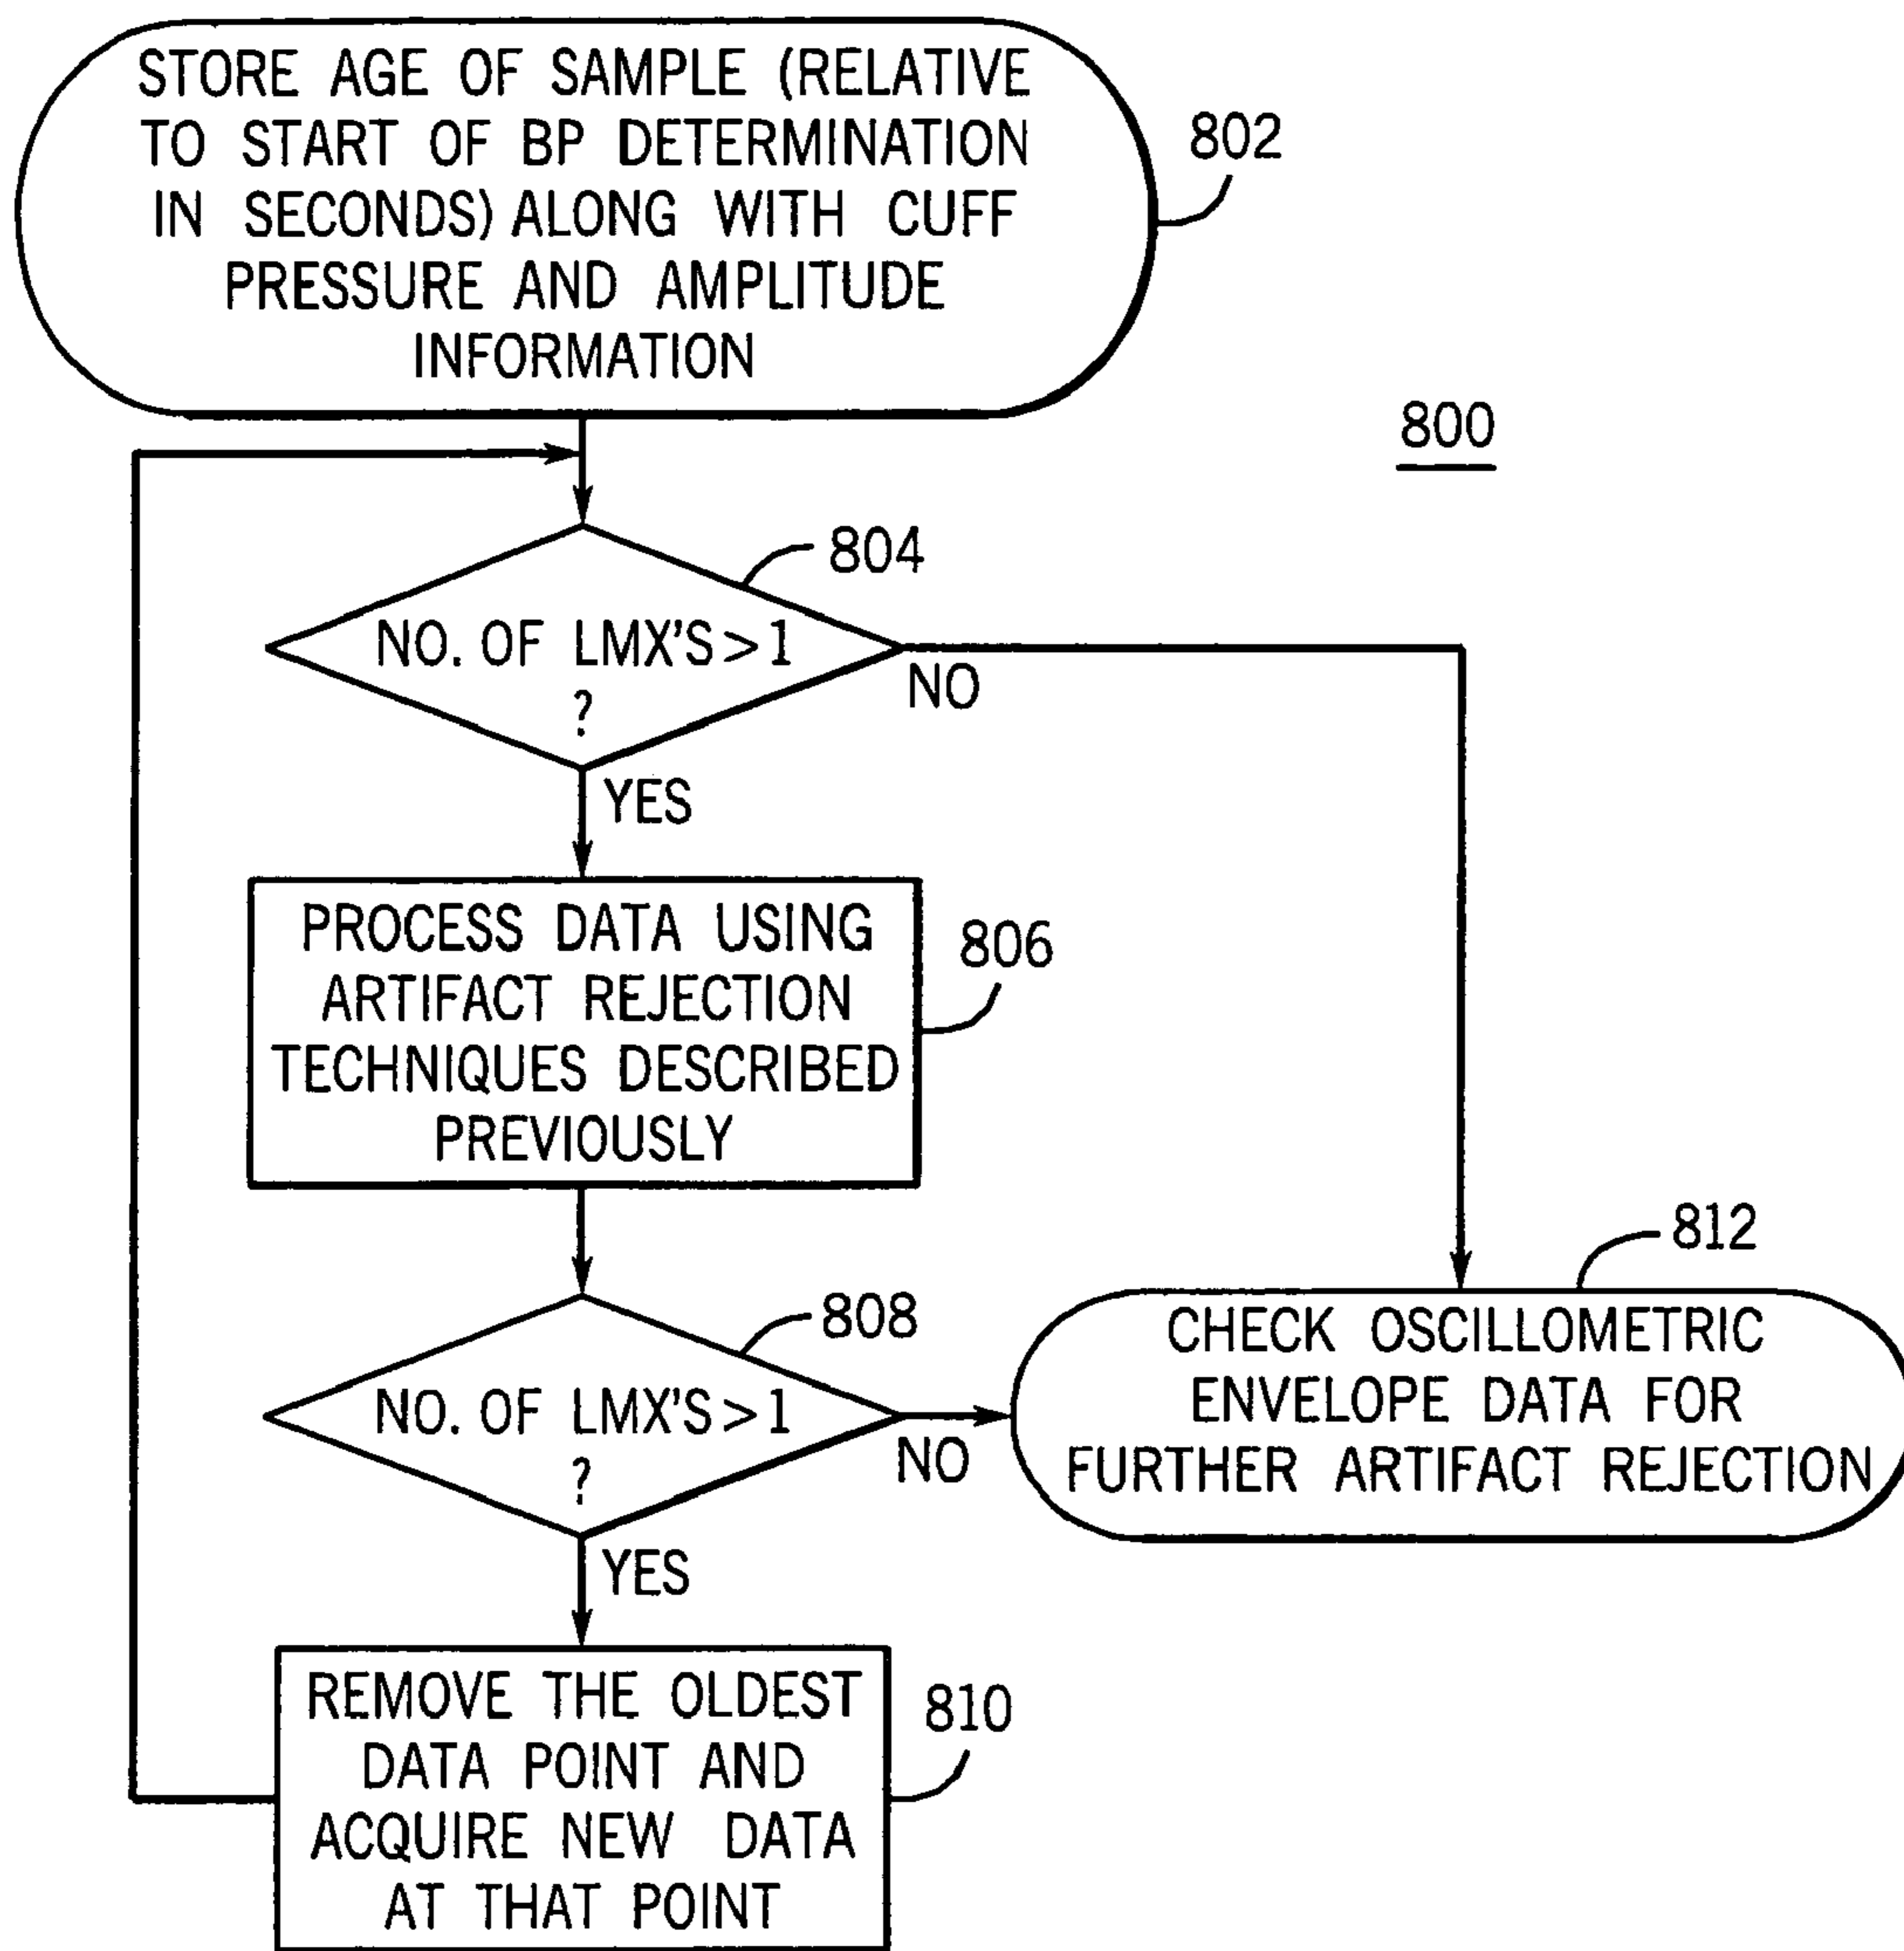 STORE AGE OF SAMPLE (RELATIVE
TO START OF BP DETERMINATION
IN SECONDS) ALONG WITH CUFF
PRESSURE AND AMPLITUDE
INFORMATION
802
800
804
NO. OF LMX'S > 1
?
NO
YES
PROCESS DATA USING
ARTIFACT REJECTION
TECHNIQUES DESCRIBED
PREVIOUSLY
806
808
NO. OF LMX'S > 1
?
NO
YES
812
CHECK OSCILLOMETRIC
ENVELOPE DATA FOR
FURTHER ARTIFACT REJECTION
REMOVE THE OLDEST
DATA POINT AND
ACQUIRE NEW DATA
AT THAT POINT
810